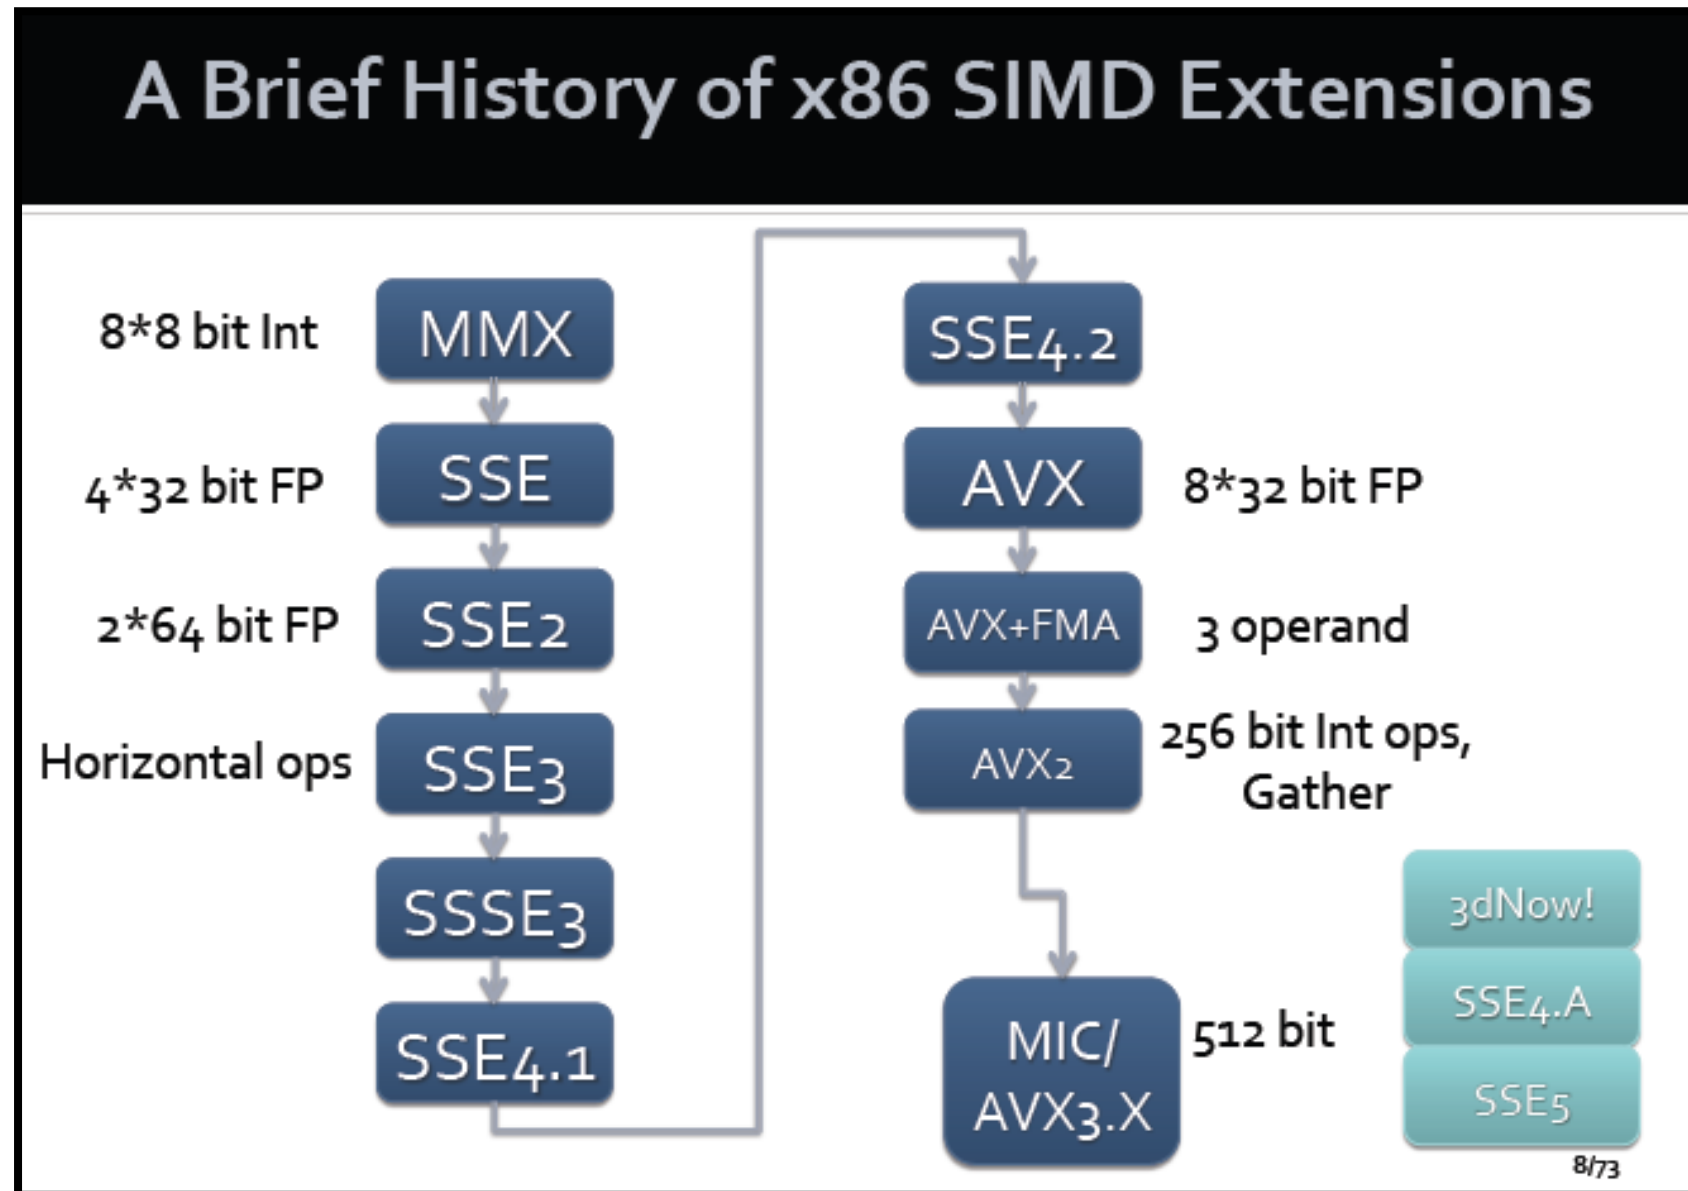 A Brief History of x86 SIMD Extensions
8*8 bit Int
MMX
4*32 bit FP
SSE
2*64 bit FP
SSE2
Horizontal ops
SSE3
SSSE3
SSE4.1
SSE4.2
AVX
8*32 bit FP
AVX+FMA
3 operand
AVX2
256 bit Int ops,
Gather
MIC/
AVX3.X
512 bit
3dNow!
SSE4.A
SSE5
8/73